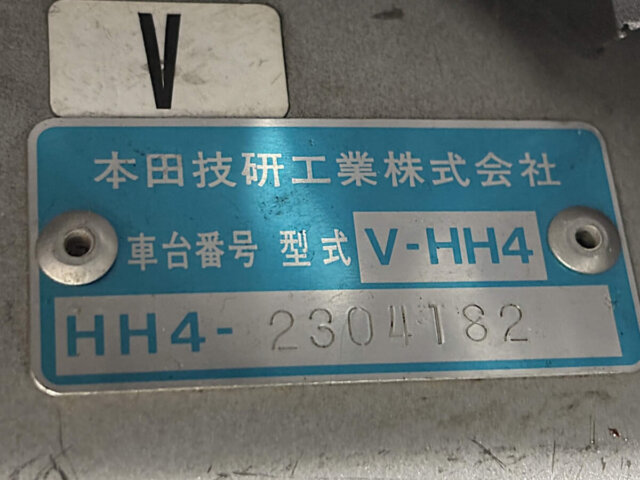 V
本田技研工業株式会社
車台番号 型式 V-HH4
HH4-2304182